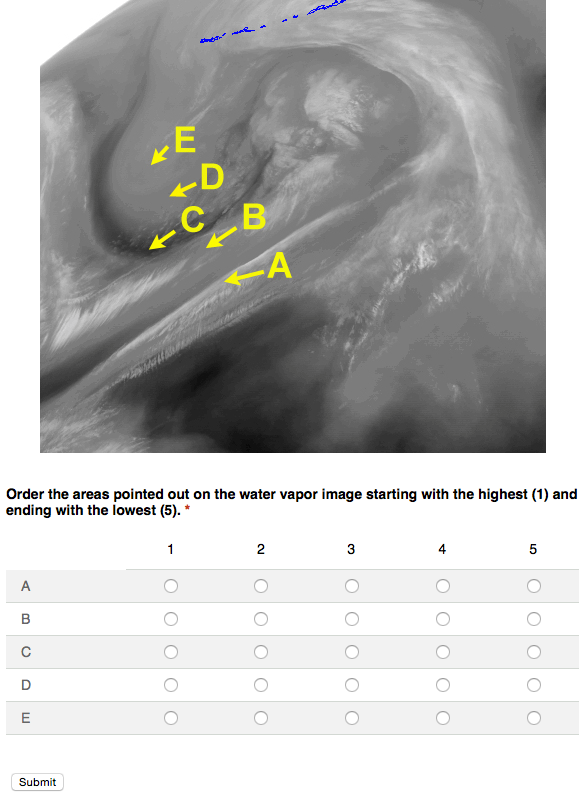 E
D
C
B
A
Order the areas pointed out on the water vapor image starting with the highest (1) and
ending with the lowest (5). *
1 2 3 4 5
A
B
C
D
E
Submit